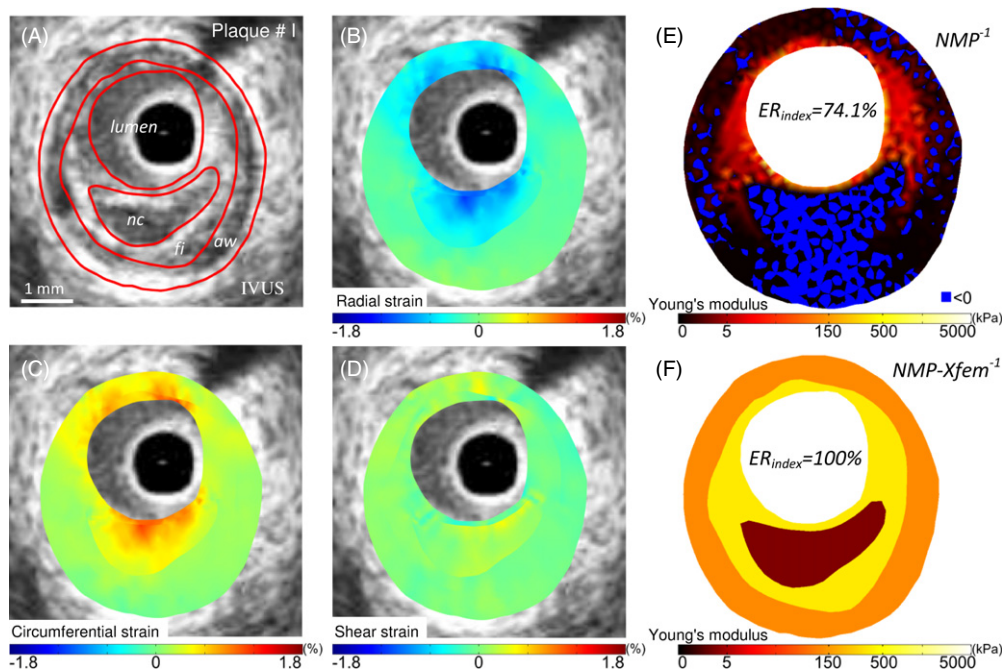 (A)
Plaque # I
lumen
nc
fi
aw
1 mm
IVUS
(B)
Radial strain
(%)
-1.8
0
1.8
(E)
NMP⁻¹
ERindex=74.1%
<0
Young's modulus
(kPa)
0
5
150
500
5000
(C)
Circumferential strain
(%)
-1.8
0
1.8
(D)
Shear strain
(%)
-1.8
0
1.8
(F)
NMP-Xfem⁻¹
ERindex=100%
Young's modulus
(kPa)
0
5
150
500
5000